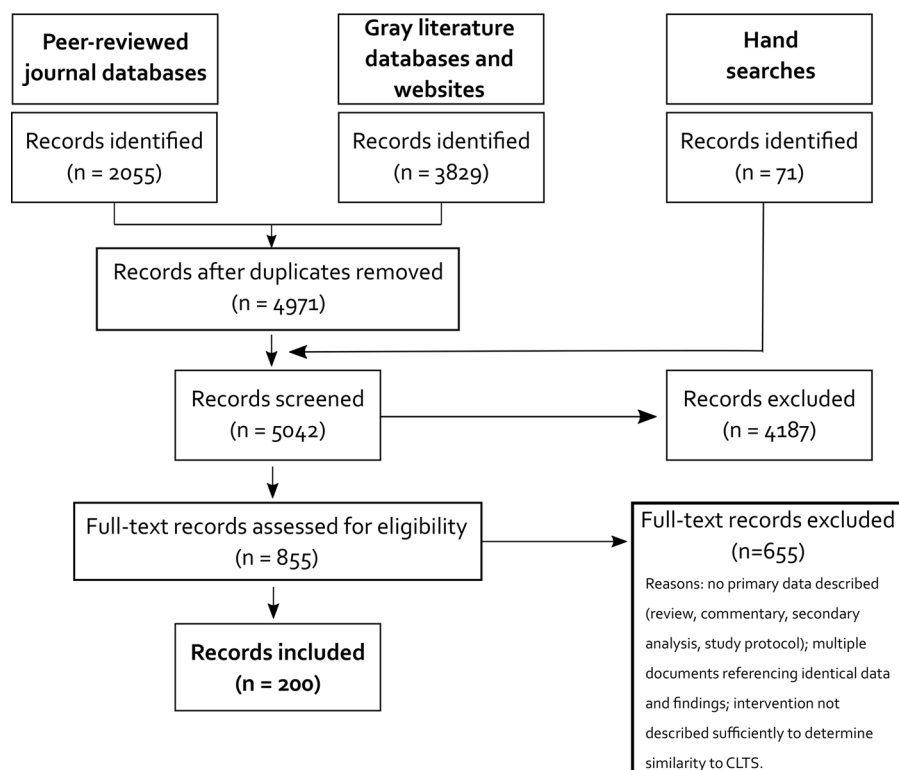 Peer-reviewed
journal databases
Gray literature
databases and
websites
Hand
searches
Records identified
(n = 2055)
Records identified
(n = 3829)
Records identified
(n = 71)
Records after duplicates removed
(n = 4971)
Records screened
(n = 5042)
Records excluded
(n = 4187)
Full-text records assessed for eligibility
(n = 855)
Full-text records excluded
(n=655)
Reasons: no primary data described
(review, commentary, secondary
analysis, study protocol); multiple
documents referencing identical data
and findings; intervention not
described sufficiently to determine
similarity to CLTS.
Records included
(n = 200)